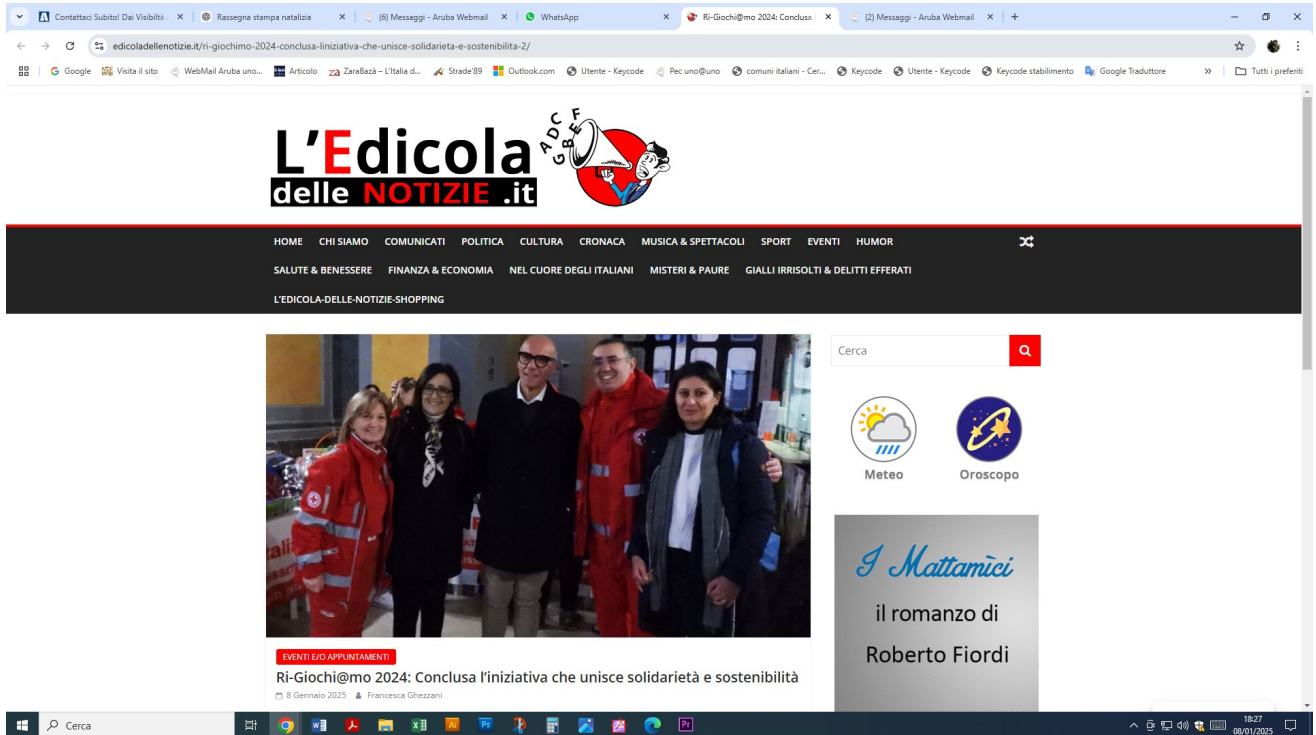 Contattaci Subito! Dai Visibiltà
Rassegna stampa natalizia
(6) Messaggi - Aruba Webmail
WhatsApp
Ri-Giochi@mo 2024: Conclusa l
(2) Messaggi - Aruba Webmail
edicoladellenotizie.it/ri-giochimo-2024-conclusa-liniziativa-che-unisce-solidarieta-e-sostenibilita-2/
Google
Visita il sito
WebMail Aruba uno...
Articolo
ZaraBazà – L'Italia d...
Strade'89
Outlook.com
Utente - Keycode
Pec uno@uno
comuni italiani - Cer...
Keycode
Utente - Keycode
Keycode stabilimento
Google Traduttore
»
Tutti i preferiti
L'Edicola
delle NOTIZIE .it
A D C F
G B E F
HOME CHI SIAMO COMUNICATI POLITICA CULTURA CRONACA MUSICA & SPETTACOLI SPORT EVENTI HUMOR
SALUTE & BENESSERE FINANZA & ECONOMIA NEL CUORE DEGLI ITALIANI MISTERI & PAURE GIALLI IRRISOLTI & DELITTI EFFERATI
L'EDICOLA-DELLE-NOTIZIE-SHOPPING
EVENTI E/O APPUNTAMENTI
Ri-Giochi@mo 2024: Conclusa l'iniziativa che unisce solidarietà e sostenibilità
8 Gennaio 2025 Francesca Ghezzani
Cerca
Meteo
Oroscopo
I Mattamìci
il romanzo di
Roberto Fiordi
Cerca
18:27
08/01/2025